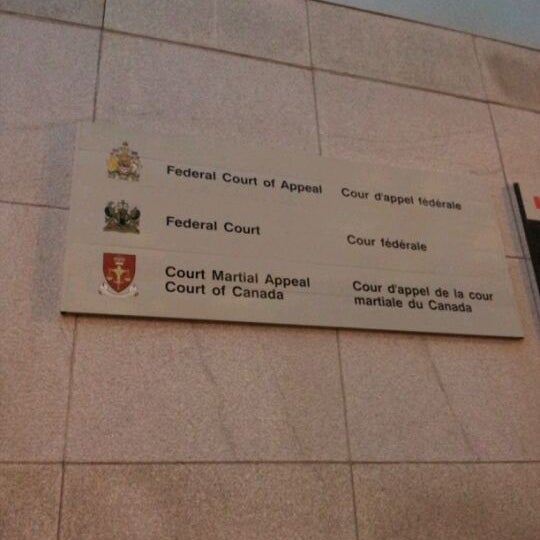 Federal Court of Appeal Cour d'appel fédérale
Federal Court Cour fédérale
Court Martial Appeal
Court of Canada
Cour d'appel de la cour
martiale du Canada